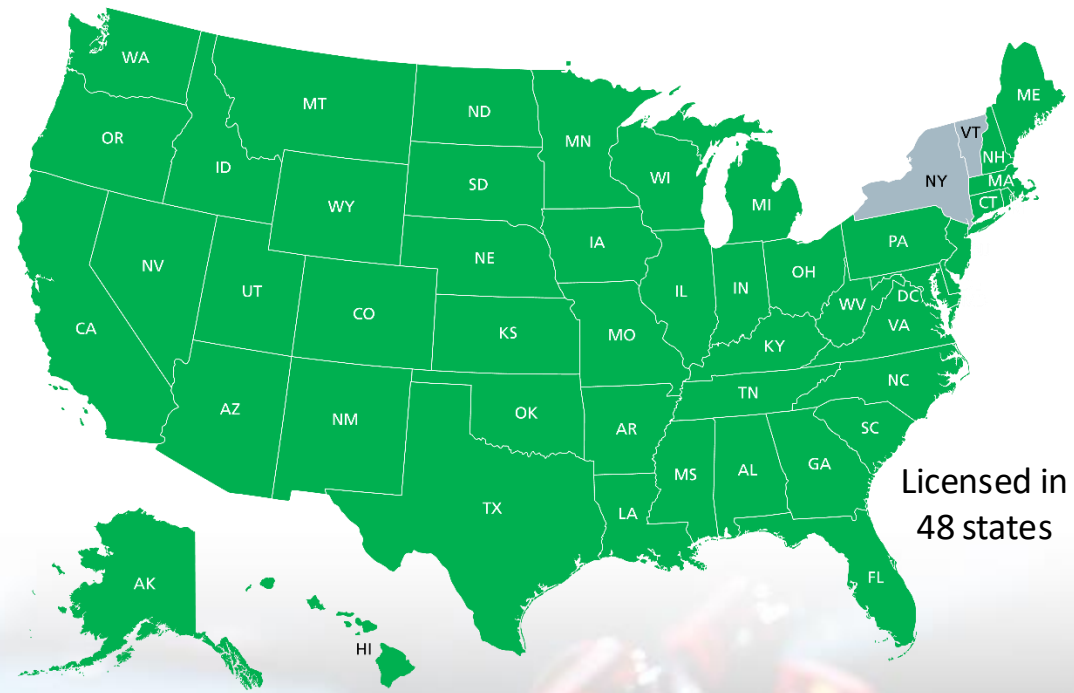 WA
MT
ND
MN
ME
OR
ID
SD
WI
MI
VT
NH
NY
MA
CT
WY
IA
PA
NV
UT
NE
IL
IN
OH
CA
CO
KS
MO
WV
DC
VA
KY
AZ
NM
OK
AR
TN
NC
SC
TX
MS
AL
GA
LA
Licensed in
48 states
FL
AK
HI